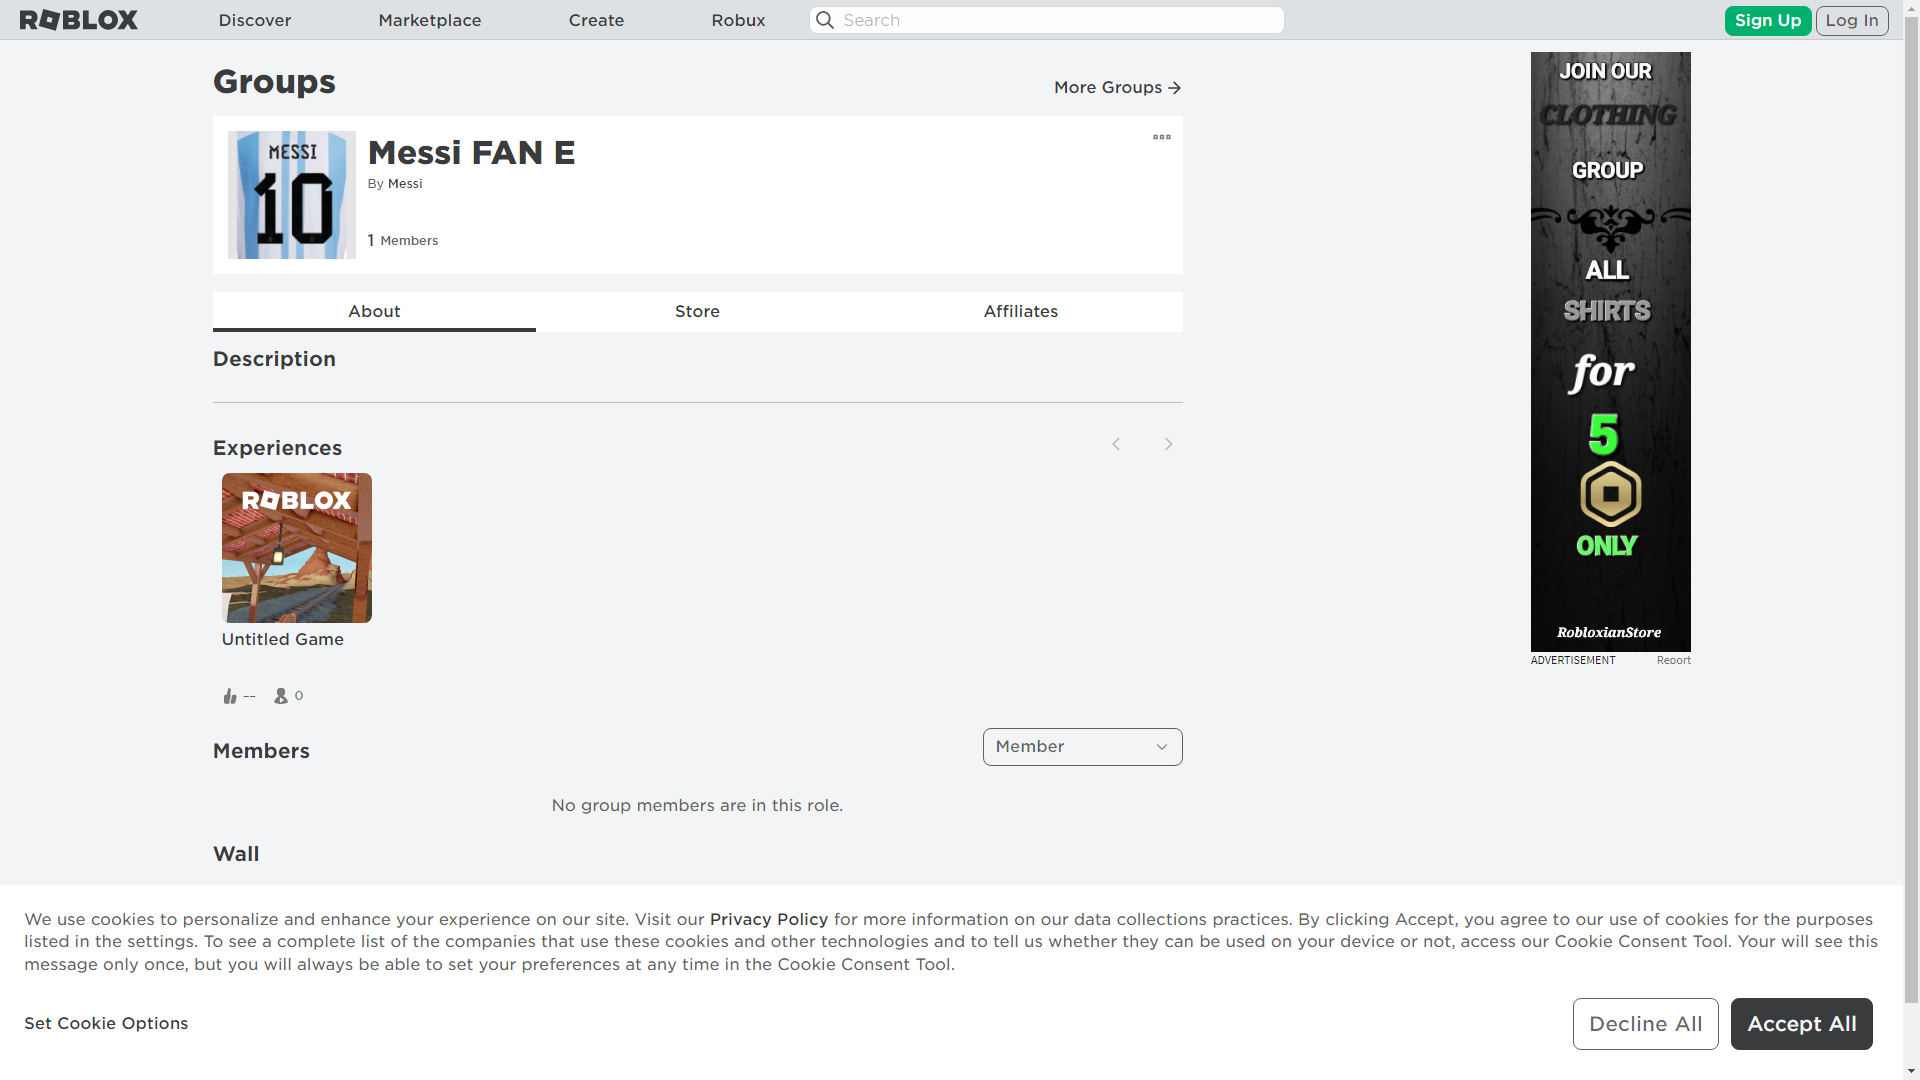 ROBLOX
Discover
Marketplace
Create
Robux
Search
Sign Up
Log In
Groups
More Groups
MESSI
10
Messi FAN E
By Messi
1 Members
About
Store
Affiliates
Description
Experiences
ROBLOX
Untitled Game
--
0
Members
Member
No group members are in this role.
Wall
JOIN OUR
CLOTHING
GROUP
ALL
SHIRTS
for
5
ONLY
RobloxianStore
ADVERTISEMENT
Report
We use cookies to personalize and enhance your experience on our site. Visit our Privacy Policy for more information on our data collections practices. By clicking Accept, you agree to our use of cookies for the purposes
listed in the settings. To see a complete list of the companies that use these cookies and other technologies and to tell us whether they can be used on your device or not, access our Cookie Consent Tool. Your will see this
message only once, but you will always be able to set your preferences at any time in the Cookie Consent Tool.
Set Cookie Options
Decline All
Accept All